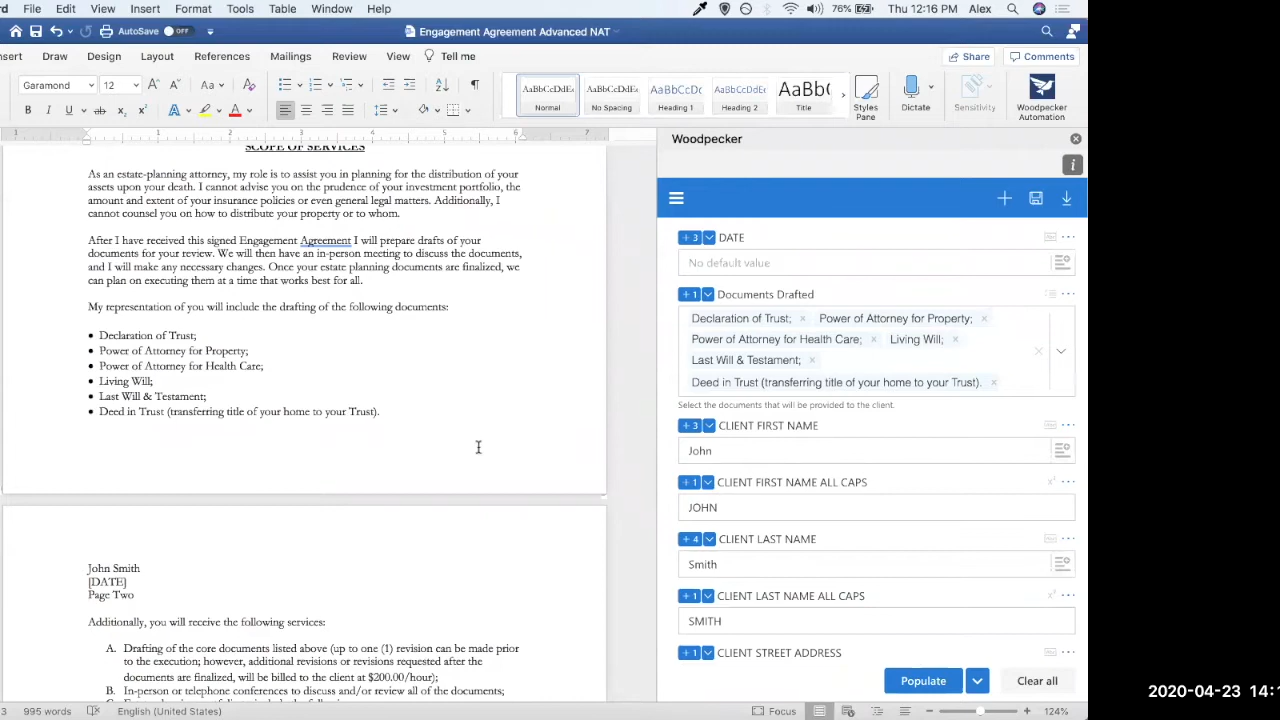 File Edit View Insert Format Tools Table Window Help 76% Thu 12:16 PM Alex
AutoSave OFF Engagement Agreement Advanced NAT
nsert Draw Design Layout References Mailings Review View Tell me Share Comments
Garamond 12 Aa
AaBbCcDdEe Normal
AaBbCcDdEe No Spacing
AaBbCcDc Heading 1
AaBbCcDdEe Heading 2
AaBb( Title
Styles Pane
Dictate
Sensitivity
Woodpecker Automation
1 1 2 3 4 5 6 7
SCOPE OF SERVICES
As an estate-planning attorney, my role is to assist you in planning for the distribution of your
assets upon your death. I cannot advise you on the prudence of your investment portfolio, the
amount and extent of your insurance policies or even general legal matters. Additionally, I
cannot counsel you on how to distribute your property or to whom.
After I have received this signed Engagement Agreement I will prepare drafts of your
documents for your review. We will then have an in-person meeting to discuss the documents,
and I will make any necessary changes. Once your estate planning documents are finalized, we
can plan on executing them at a time that works best for all.
My representation of you will include the drafting of the following documents:
• Declaration of Trust;
• Power of Attorney for Property;
• Power of Attorney for Health Care;
• Living Will;
• Last Will & Testament;
• Deed in Trust (transferring title of your home to your Trust).
John Smith
[DATE]
Page Two
Additionally, you will receive the following services:
A. Drafting of the core documents listed above (up to one (1) revision can be made prior
to the execution; however, additional revisions or revisions requested after the
documents are finalized, will be billed to the client at $200.00/hour);
B. In-person or telephone conferences to discuss and/or review all of the documents;
Woodpecker
+ 3 DATE
No default value
+ 1 Documents Drafted
Declaration of Trust; × Power of Attorney for Property; ×
Power of Attorney for Health Care; × Living Will; ×
Last Will & Testament; ×
Deed in Trust (transferring title of your home to your Trust). ×
Select the documents that will be provided to the client.
+ 3 CLIENT FIRST NAME
John
+ 1 CLIENT FIRST NAME ALL CAPS
JOHN
+ 4 CLIENT LAST NAME
Smith
+ 1 CLIENT LAST NAME ALL CAPS
SMITH
+ 1 CLIENT STREET ADDRESS
Populate Clear all
3 995 words English (United States) Focus 124%
2020-04-23 14: